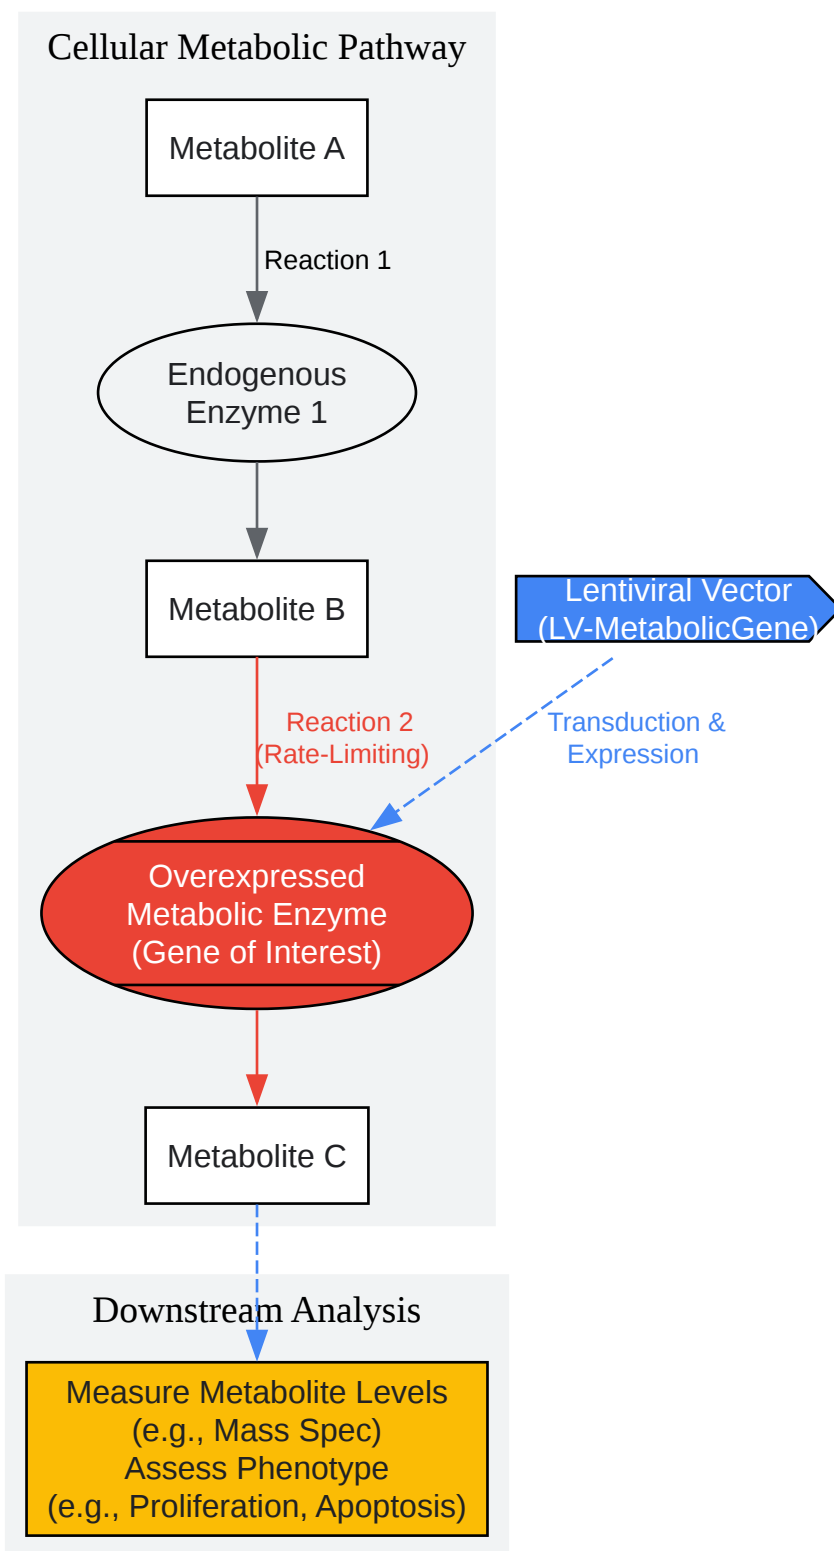 Cellular Metabolic Pathway
Metabolite A
Reaction 1
Endogenous
Enzyme 1
Metabolite B
Lentiviral Vector
(LV-MetabolicGene)
Reaction 2
(Rate-Limiting)
Transduction &
Expression
Overexpressed
Metabolic Enzyme
(Gene of Interest)
Metabolite C
Downstream Analysis
Measure Metabolite Levels
(e.g., Mass Spec)
Assess Phenotype
(e.g., Proliferation, Apoptosis)